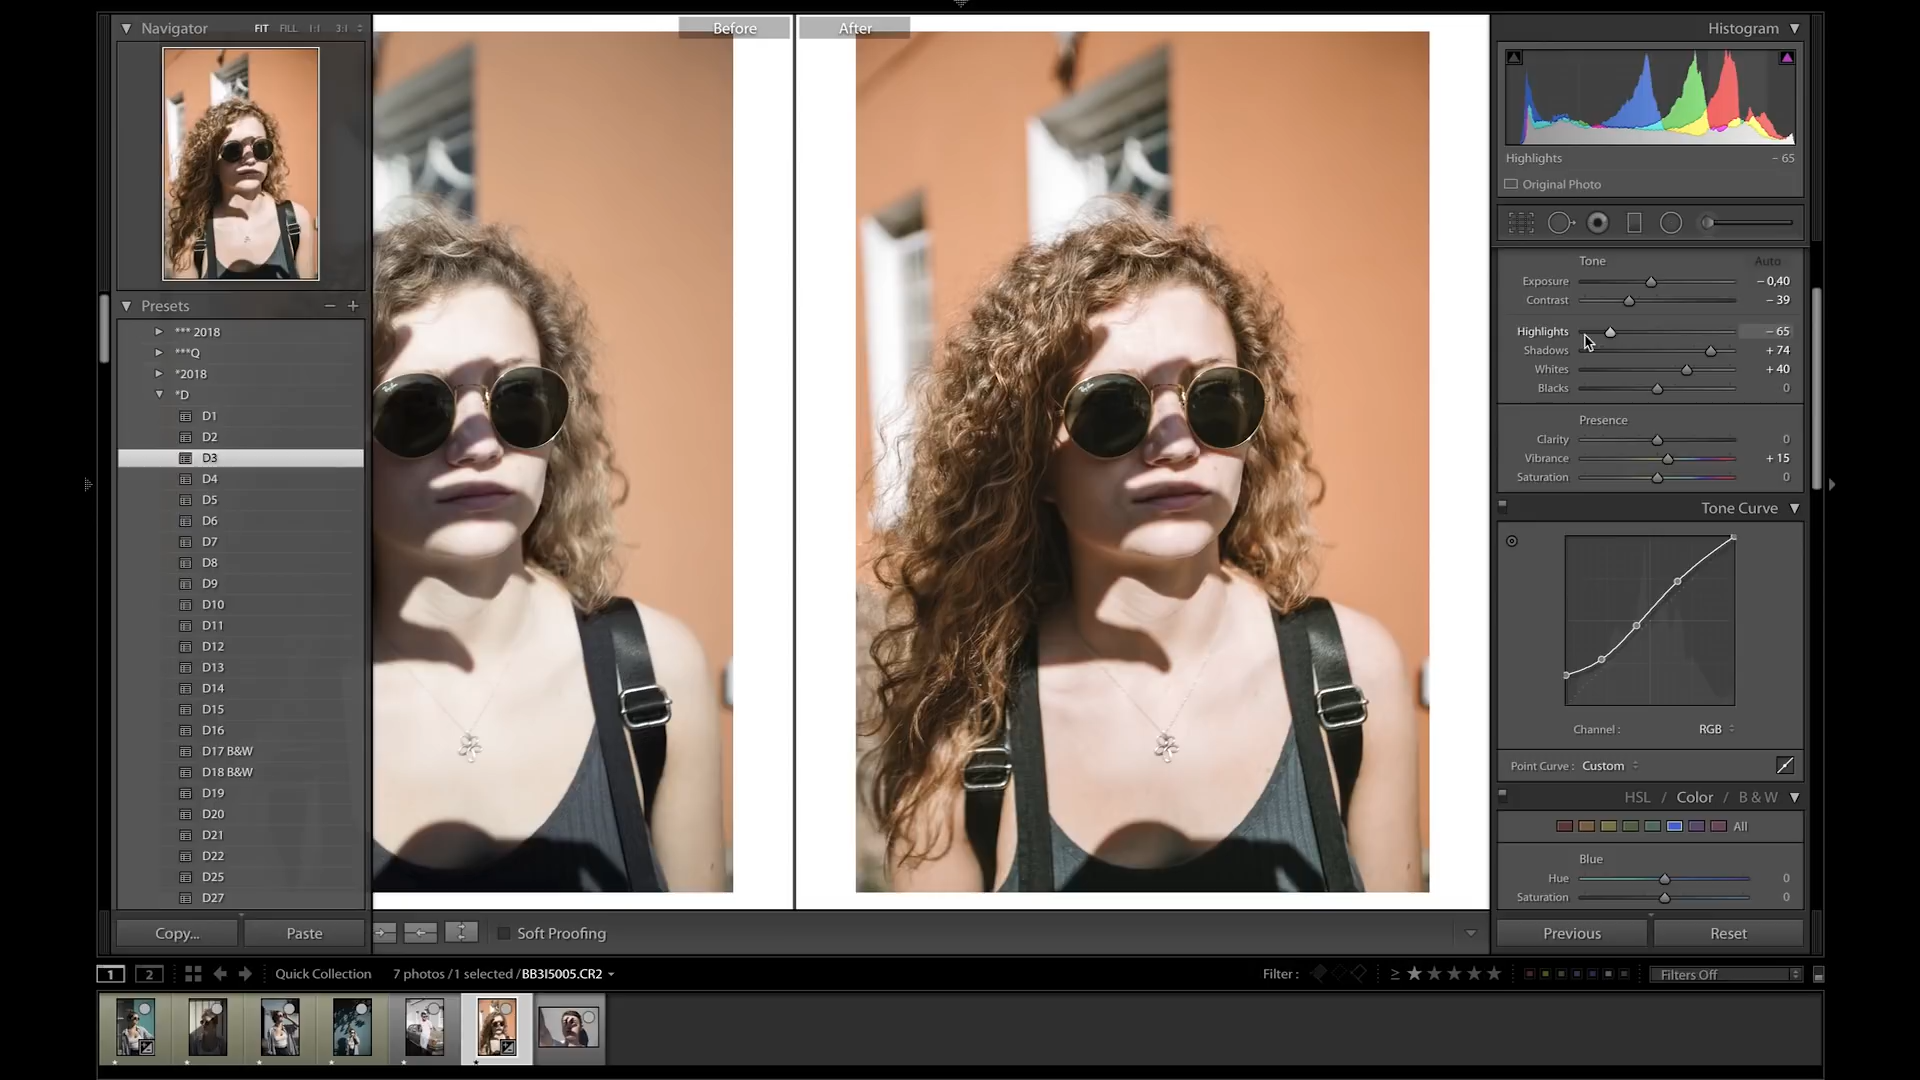 Navigator FIT FILL 1:1 3:1
Before
After
Histogram
Highlights – 65
Original Photo
Tone Auto
Exposure – 0,40
Contrast – 39
Highlights – 65
Shadows + 74
Whites + 40
Blacks 0
Presence
Clarity 0
Vibrance + 15
Saturation 0
Tone Curve
Channel : RGB
Point Curve : Custom
HSL / Color / B & W
All
Blue
Hue 0
Saturation 0
Previous Reset
Presets – +
*** 2018
***Q
*2018
*D
D1
D2
D3
D4
D5
D6
D7
D8
D9
D10
D11
D12
D13
D14
D15
D16
D17 B&W
D18 B&W
D19
D20
D21
D22
D25
D27
Copy... Paste
Soft Proofing
1 2 Quick Collection 7 photos / 1 selected / BB3I5005.CR2
Filter : ≥ Filters Off
Ray-Ban